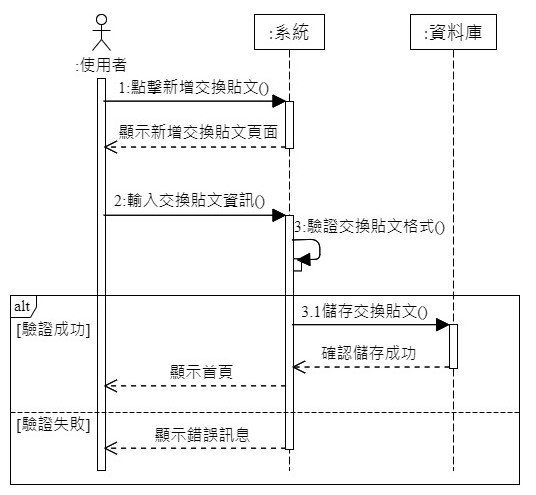 :系統
:資料庫
:使用者
1:點擊新增交換貼文()
顯示新增交換貼文頁面
2:輸入交換貼文資訊()
3:驗證交換貼文格式()
alt
3.1儲存交換貼文()
[驗證成功]
確認儲存成功
顯示首頁
[驗證失敗]
顯示錯誤訊息